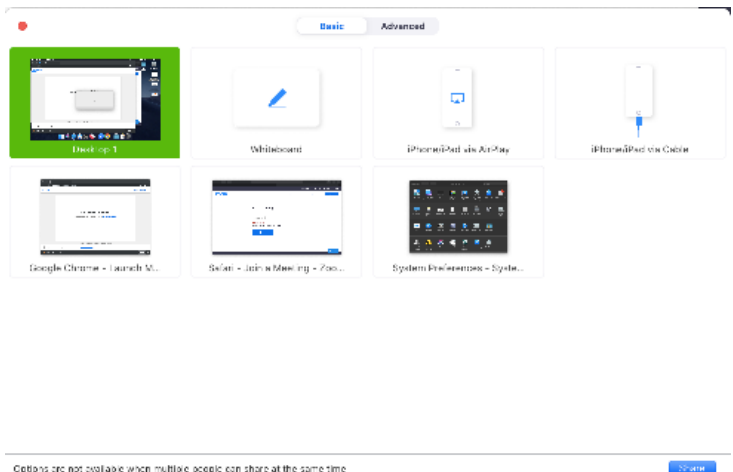 Basic Advanced
Desktop 1
Whiteboard
iPhone/iPad via AirPlay
iPhone/iPad via Cable
Google Chrome - Launch M...
Safari - Join a Meeting - Zoo...
System Preferences - Syste...
Options are not available when multiple people can share at the same time
Share